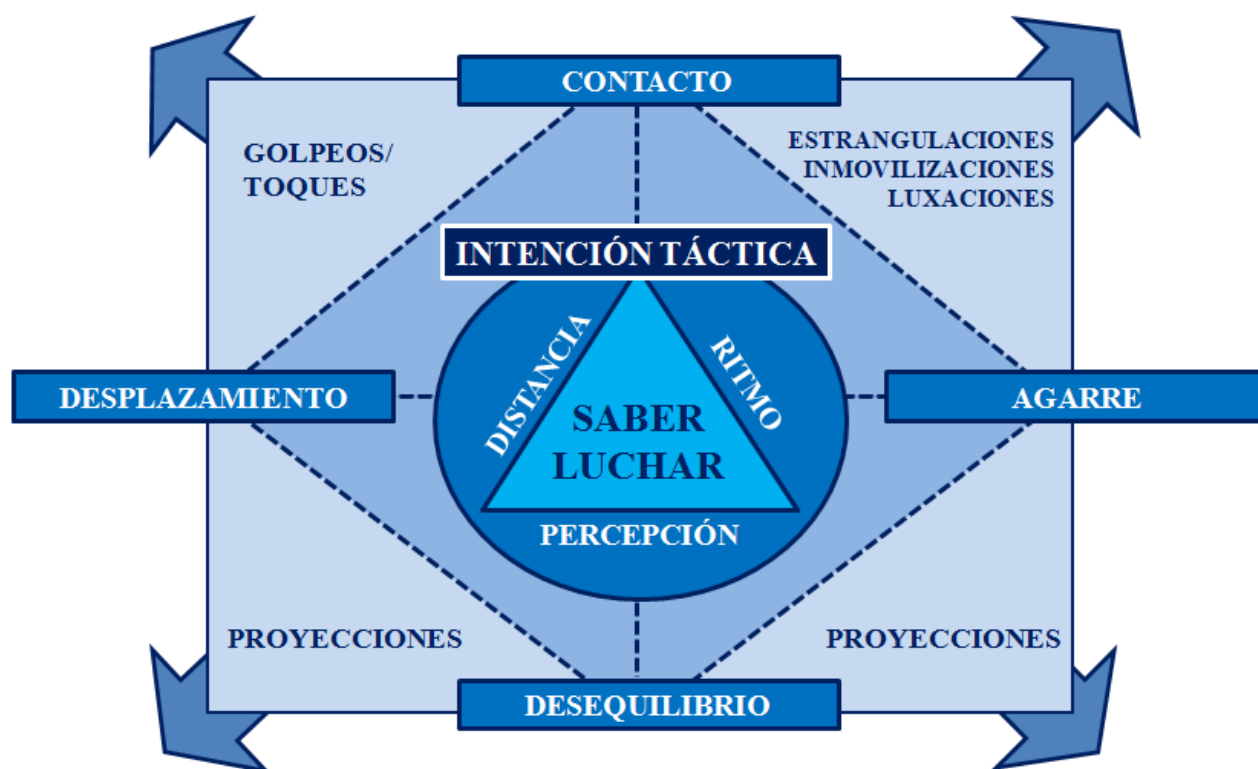 CONTACTO
GOLPEOS/
TOQUES
ESTRANGULACIONES
INMOVILIZACIONES
LUXACIONES
INTENCIÓN TÁCTICA
DISTANCIA
RITMO
DESPLAZAMIENTO
SABER
LUCHAR
AGARRE
PERCEPCIÓN
PROYECCIONES
PROYECCIONES
DESEQUILIBRIO